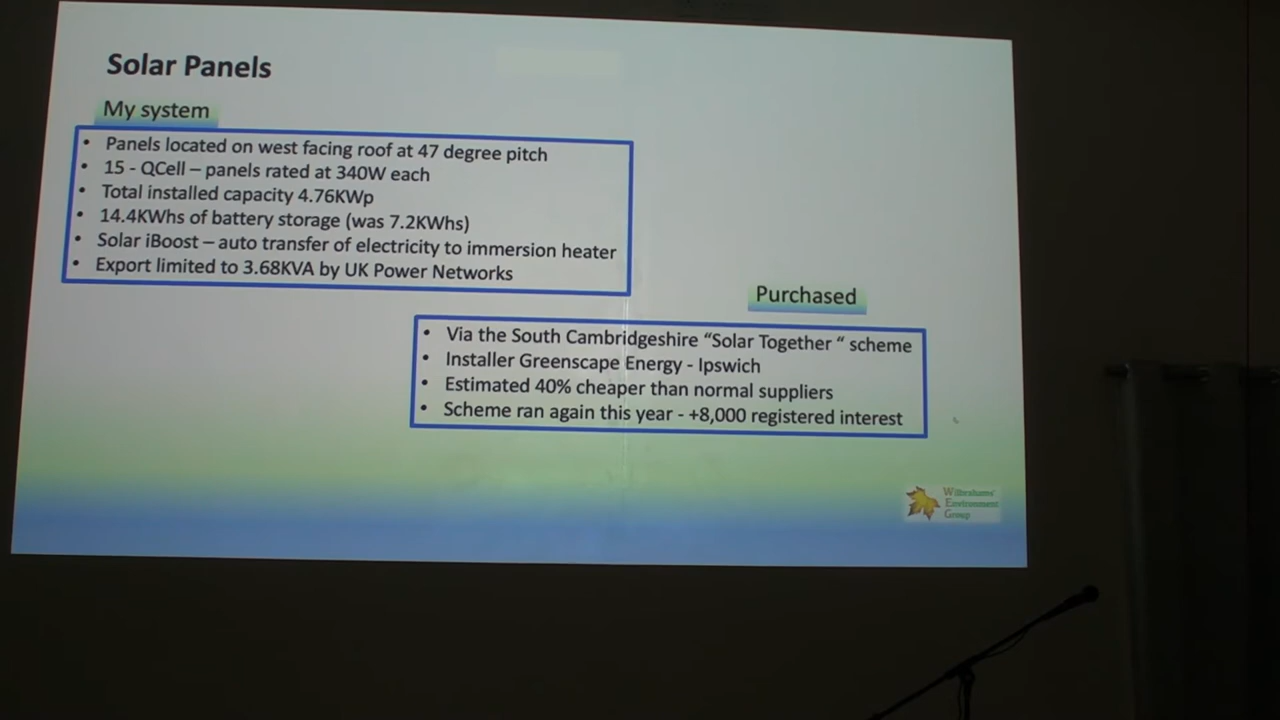 Solar Panels
My system
• Panels located on west facing roof at 47 degree pitch
• 15 - QCell – panels rated at 340W each
• Total installed capacity 4.76KWp
• 14.4KWhs of battery storage (was 7.2KWhs)
• Solar iBoost – auto transfer of electricity to immersion heater
• Export limited to 3.68KVA by UK Power Networks
Purchased
• Via the South Cambridgeshire “Solar Together “ scheme
• Installer Greenscape Energy - Ipswich
• Estimated 40% cheaper than normal suppliers
• Scheme ran again this year - +8,000 registered interest
Wilbrahams'
Environment
Group